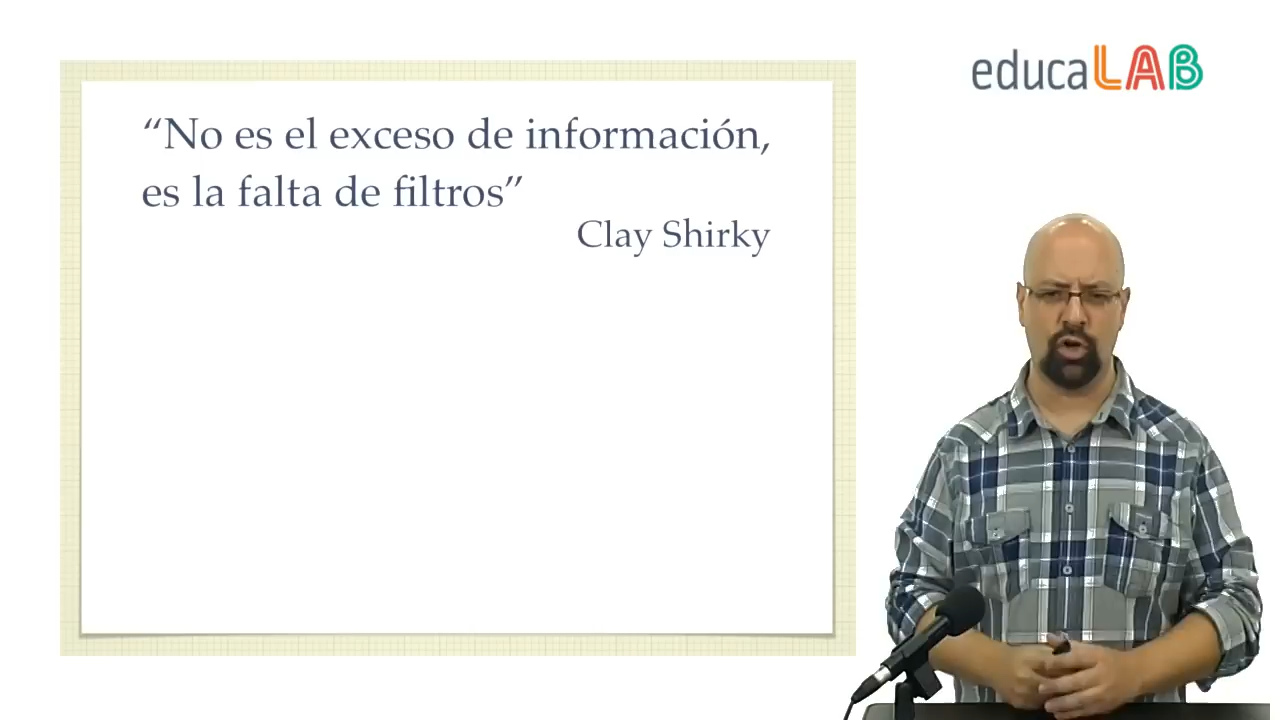 educaLAB
“No es el exceso de información,
es la falta de filtros”
Clay Shirky